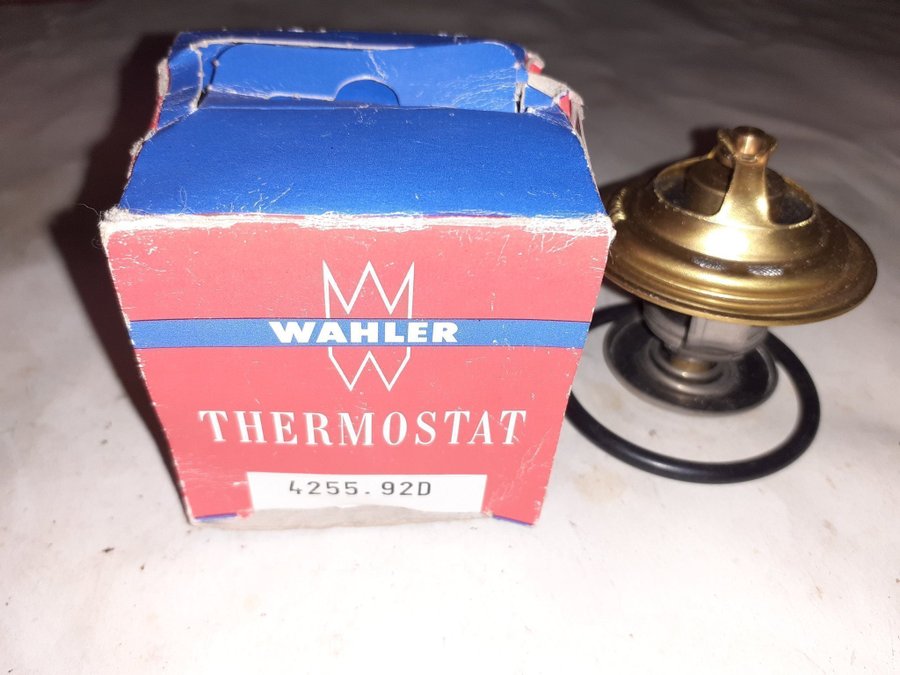 WAHLER
THERMOSTAT
4255.92D